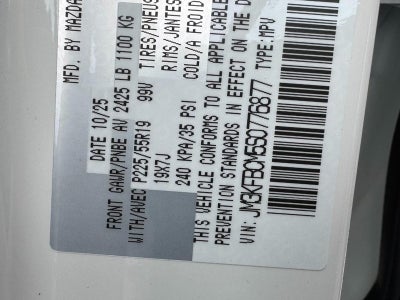 MFD. BY MAZDA
DATE 10/25
FRONT GAWR/PNBE AV 2425 LB 1100 KG
WITH/AVEC P225/55R19 99V TIRES/PNEUS
19X7J RIMS/JANTES
240 KPA/35 PSI COLD/A FROID
THIS VEHICLE CONFORMS TO ALL APPLICABLE
PREVENTION STANDARDS IN EFFECT ON THE D
VIN: JM3KFBCM6S0776877 TYPE:MPV